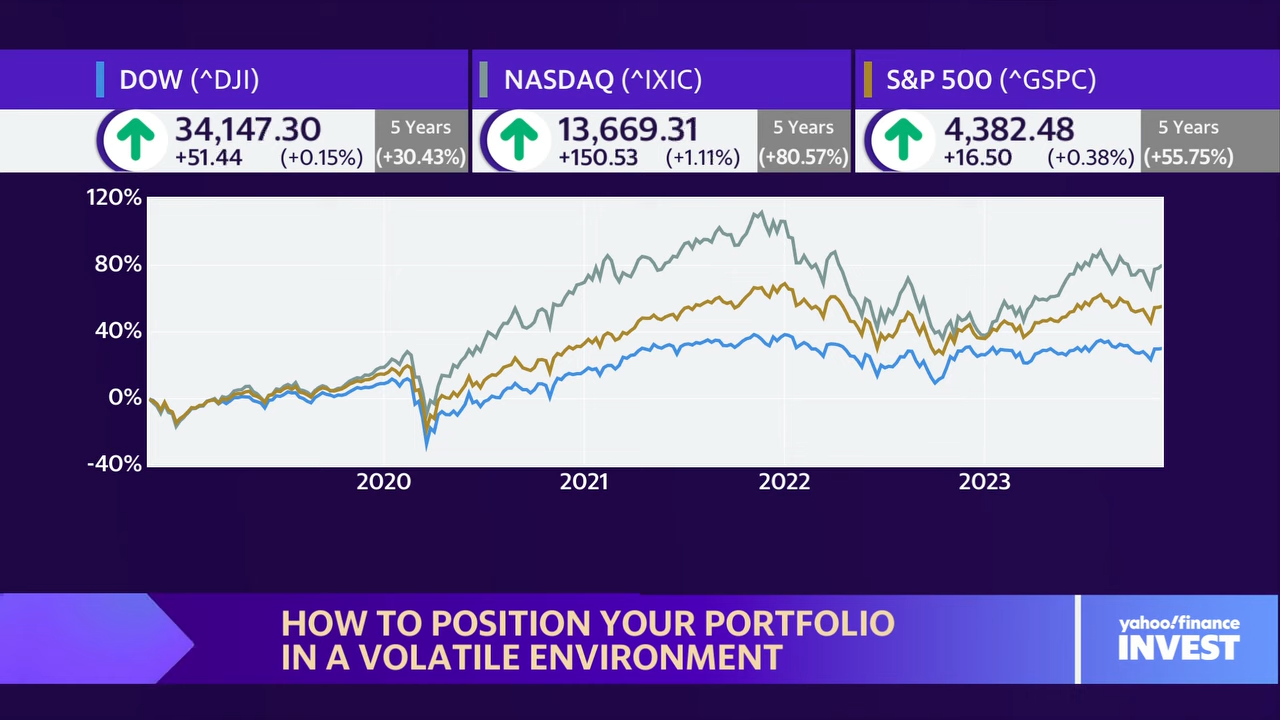 DOW (^DJI)
34,147.30
+51.44 (+0.15%)
5 Years
(+30.43%)
NASDAQ (^IXIC)
13,669.31
+150.53 (+1.11%)
5 Years
(+80.57%)
S&P 500 (^GSPC)
4,382.48
+16.50 (+0.38%)
5 Years
(+55.75%)
120%
80%
40%
0%
-40%
2020 2021 2022 2023
HOW TO POSITION YOUR PORTFOLIO
IN A VOLATILE ENVIRONMENT
yahoo!finance
INVEST